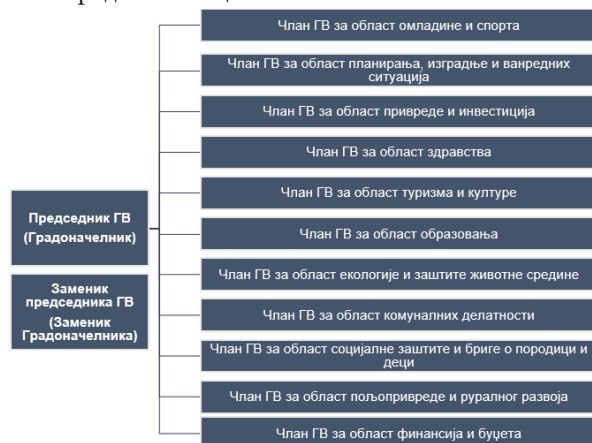 Члан ГВ за област омладине и спорта
Члан ГВ за област планирања, изградње и ванредних
ситуација
Члан ГВ за област привреде и инвестиција
Члан ГВ за област здравства
Члан ГВ за област туризма и културе
Председник ГВ
(Градоначелник)
Члан ГВ за област образовања
Члан ГВ за област екологије и заштите животне средине
Заменик
председника ГВ
(Заменик
Градоначелника)
Члан ГВ за област комуналних делатности
Члан ГВ за област социјалне заштите и бриге о породици и
деци
Члан ГВ за област пољопривреде и руралног развоја
Члан ГВ за област финансија и буџета